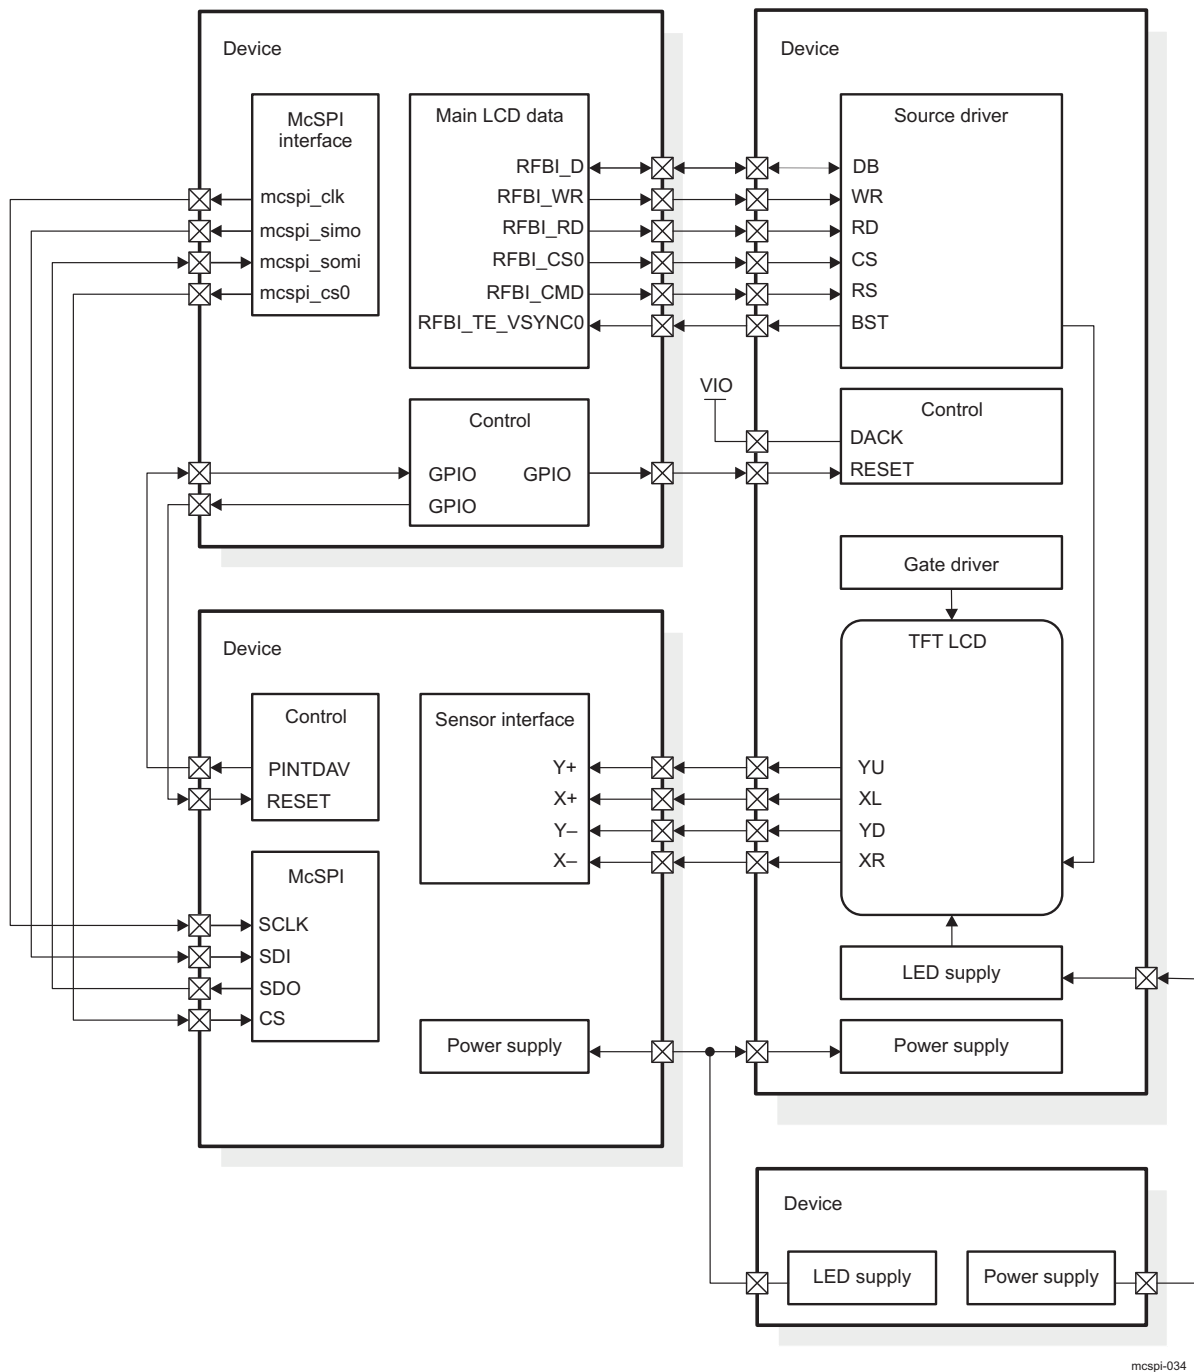 Device
McSPI
interface
mcspi_clk
mcspi_simo
mcspi_somi
mcspi_cs0
Main LCD data
RFBI_D
RFBI_WR
RFBI_RD
RFBI_CS0
RFBI_CMD
RFBI_TE_VSYNC0
Control
GPIO
GPIO
GPIO
Device
Source driver
DB
WR
RD
CS
RS
BST
VIO
Control
DACK
RESET
Gate driver
TFT LCD
YU
XL
YD
XR
LED supply
Power supply
Device
Control
PINTDAV
RESET
Sensor interface
Y+
X+
Y–
X–
McSPI
SCLK
SDI
SDO
CS
Power supply
Device
LED supply
Power supply
mcspi-034